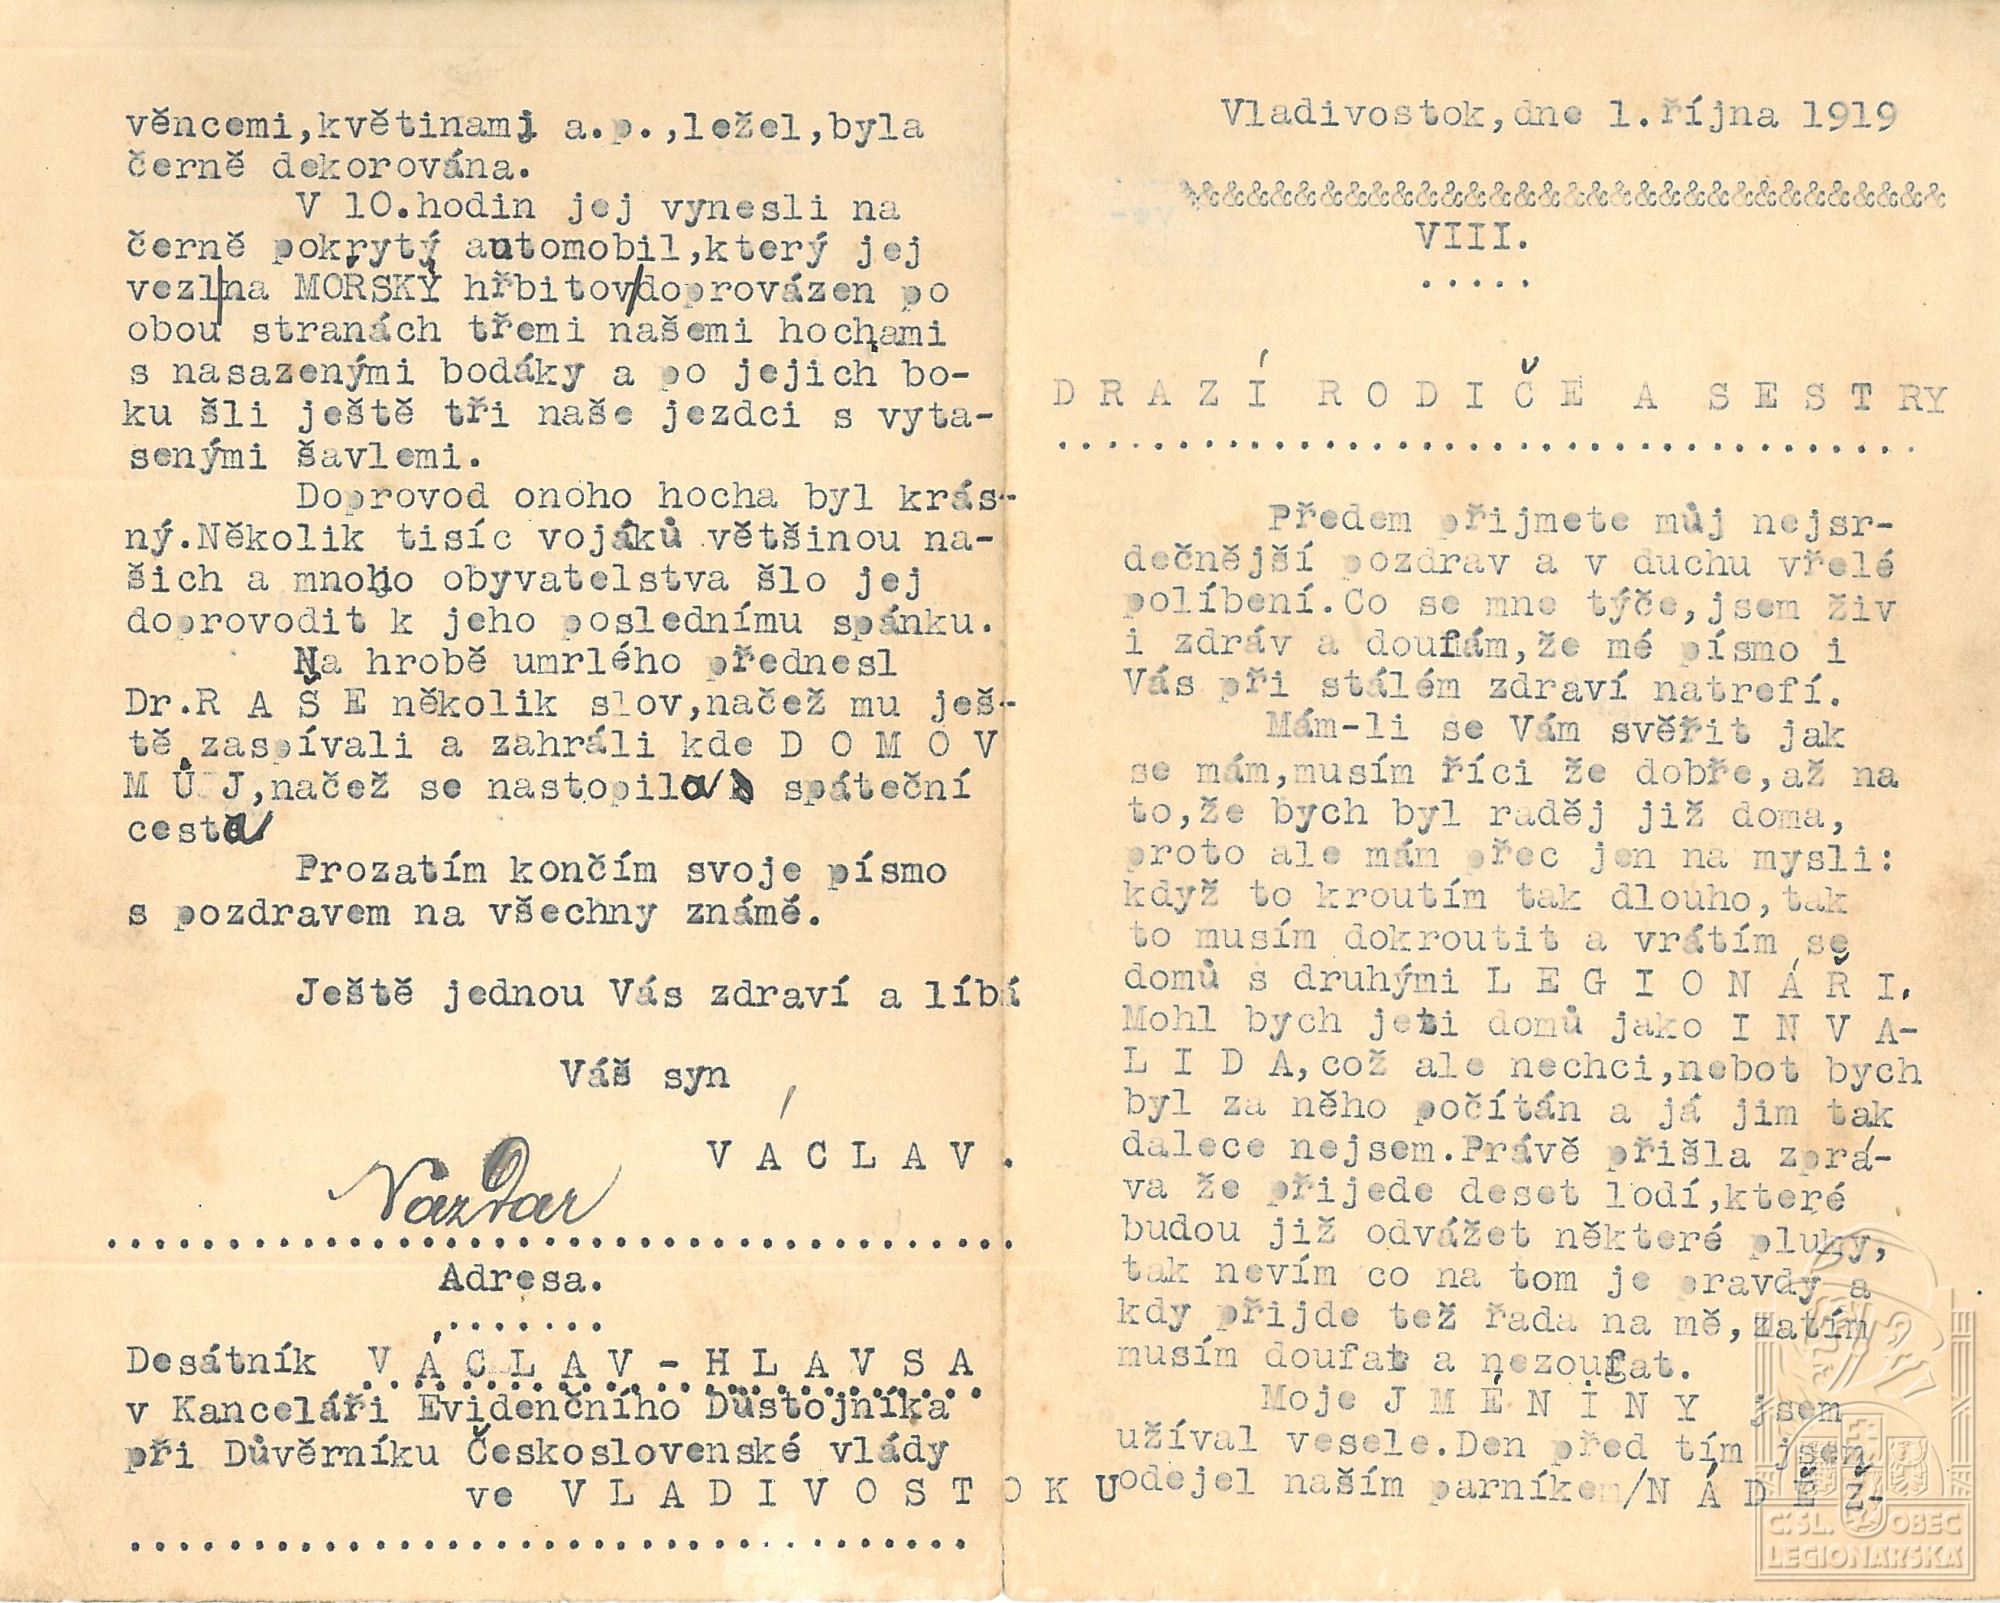 věncemi,květinami a.p.,ležel,byla
černě dekorována.
V 10.hodin jej vynesli na
černě pokrytý automobil,který jej
vezl na MOŘSKÝ hřbitov/doprovázen po
obou stranách třemi našemi hochami
s nasazenými bodáky a po jejich bo-
ku šli ještě tři naše jezdci s vyta-
senými šavlemi.
Doprovod onoho hocha byl krás-
ný.Několik tisíc vojáků většinou na-
šich a mnoho obyvatelstva šlo jej
doprovodit k jeho poslednímu spánku.
Na hrobě umrlého přednesl
Dr.R A Š E několik slov,načež mu ješ-
tě zaspívali a zahráli kde D O M O V
M Ů J,načež se nastopila spáteční
cesta
Prozatím končím svoje písmo
s pozdravem na všechny známé.
Ještě jednou Vás zdraví a líbá
Váš syn
V Á C L A V .
Nazdar
.....................................
Adresa.
.......
Desátník V Á C L A V - H L A V S A
v Kanceláři Evidenčního Důstojníka
při Důvěrníku Československé vlády
ve V L A D I V O S T O K U
...................................
Vladivostok,dne 1.října 1919
&&&&&&&&&&&&&&&&&&&&&&&&&&&&&&&
VIII.
.....
D R A Z Í R O D I Č E A S E S T RY
....................................
Předem přijmete můj nejsr-
dečnější pozdrav a v duchu vřelé
políbení.Co se mne týče,jsem živ
i zdráv a doufám,že mé písmo i
Vás při stálém zdraví natrefí.
Mám-li se Vám svěřit jak
se mám,musím říci že dobře,až na
to,že bych byl raděj již doma,
proto ale mám přec jen na mysli:
když to kroutím tak dlouho,tak
to musím dokroutit a vrátím se
domů s druhými L E G I O N Á Ř I.
Mohl bych jeti domů jako I N V A-
L I D A,což ale nechci,nebot bych
byl za něho počítán a já jim tak
dalece nejsem.Právě přišla zprá-
va že přijede deset lodí,které
budou již odvážet některé pluky,
tak nevím co na tom je pravdy a
kdy přijde též řada na mě,zatím
musím doufat a nezoufat.
Moje J M É N I N Y jsem
užíval vesele.Den před tím jsem
odejel naším parníkem/N Á D Ě Ž-
Č:SL. OBEC
LEGIONÁŘSKÁ